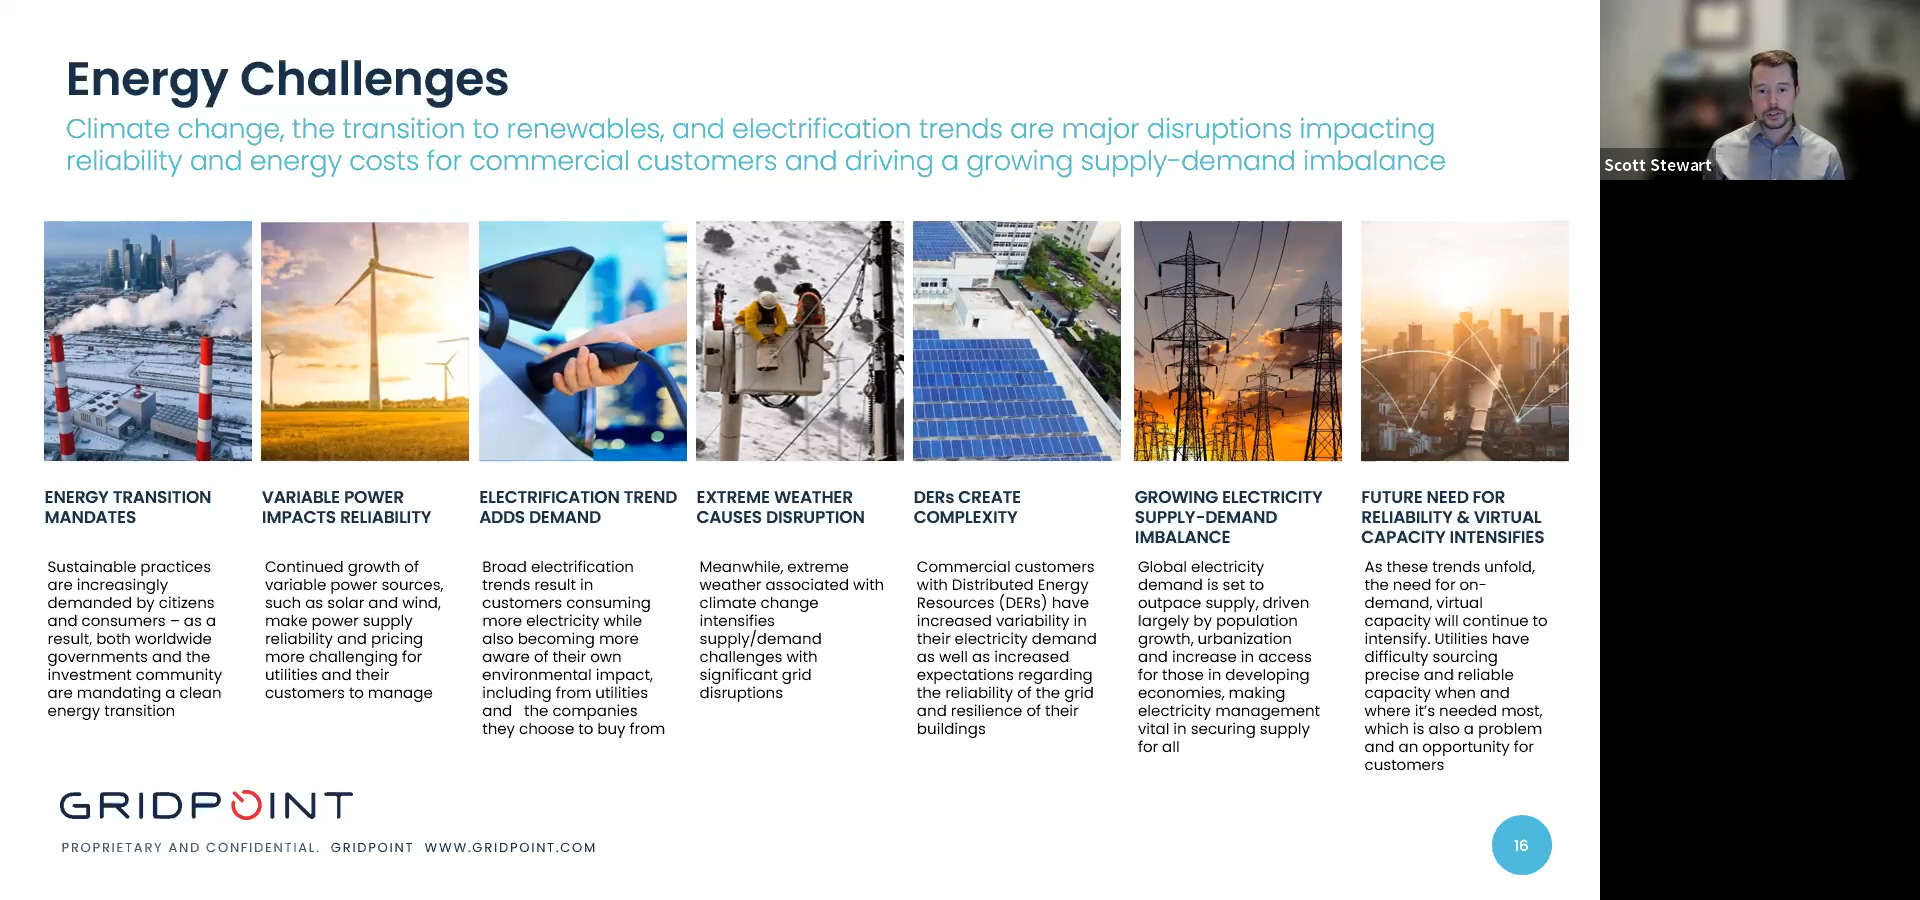 Energy Challenges
Climate change, the transition to renewables, and electrification trends are major disruptions impacting
reliability and energy costs for commercial customers and driving a growing supply-demand imbalance
Scott Stewart
ENERGY TRANSITION
MANDATES
Sustainable practices
are increasingly
demanded by citizens
and consumers – as a
result, both worldwide
governments and the
investment community
are mandating a clean
energy transition
VARIABLE POWER
IMPACTS RELIABILITY
Continued growth of
variable power sources,
such as solar and wind,
make power supply
reliability and pricing
more challenging for
utilities and their
customers to manage
ELECTRIFICATION TREND
ADDS DEMAND
Broad electrification
trends result in
customers consuming
more electricity while
also becoming more
aware of their own
environmental impact,
including from utilities
and the companies
they choose to buy from
EXTREME WEATHER
CAUSES DISRUPTION
Meanwhile, extreme
weather associated with
climate change
intensifies
supply/demand
challenges with
significant grid
disruptions
DERs CREATE
COMPLEXITY
Commercial customers
with Distributed Energy
Resources (DERs) have
increased variability in
their electricity demand
as well as increased
expectations regarding
the reliability of the grid
and resilience of their
buildings
GROWING ELECTRICITY
SUPPLY-DEMAND
IMBALANCE
Global electricity
demand is set to
outpace supply, driven
largely by population
growth, urbanization
and increase in access
for those in developing
economies, making
electricity management
vital in securing supply
for all
FUTURE NEED FOR
RELIABILITY & VIRTUAL
CAPACITY INTENSIFIES
As these trends unfold,
the need for on-
demand, virtual
capacity will continue to
intensify. Utilities have
difficulty sourcing
precise and reliable
capacity when and
where it's needed most,
which is also a problem
and an opportunity for
customers
GRIDPOINT
PROPRIETARY AND CONFIDENTIAL. GRIDPOINT WWW.GRIDPOINT.COM
16